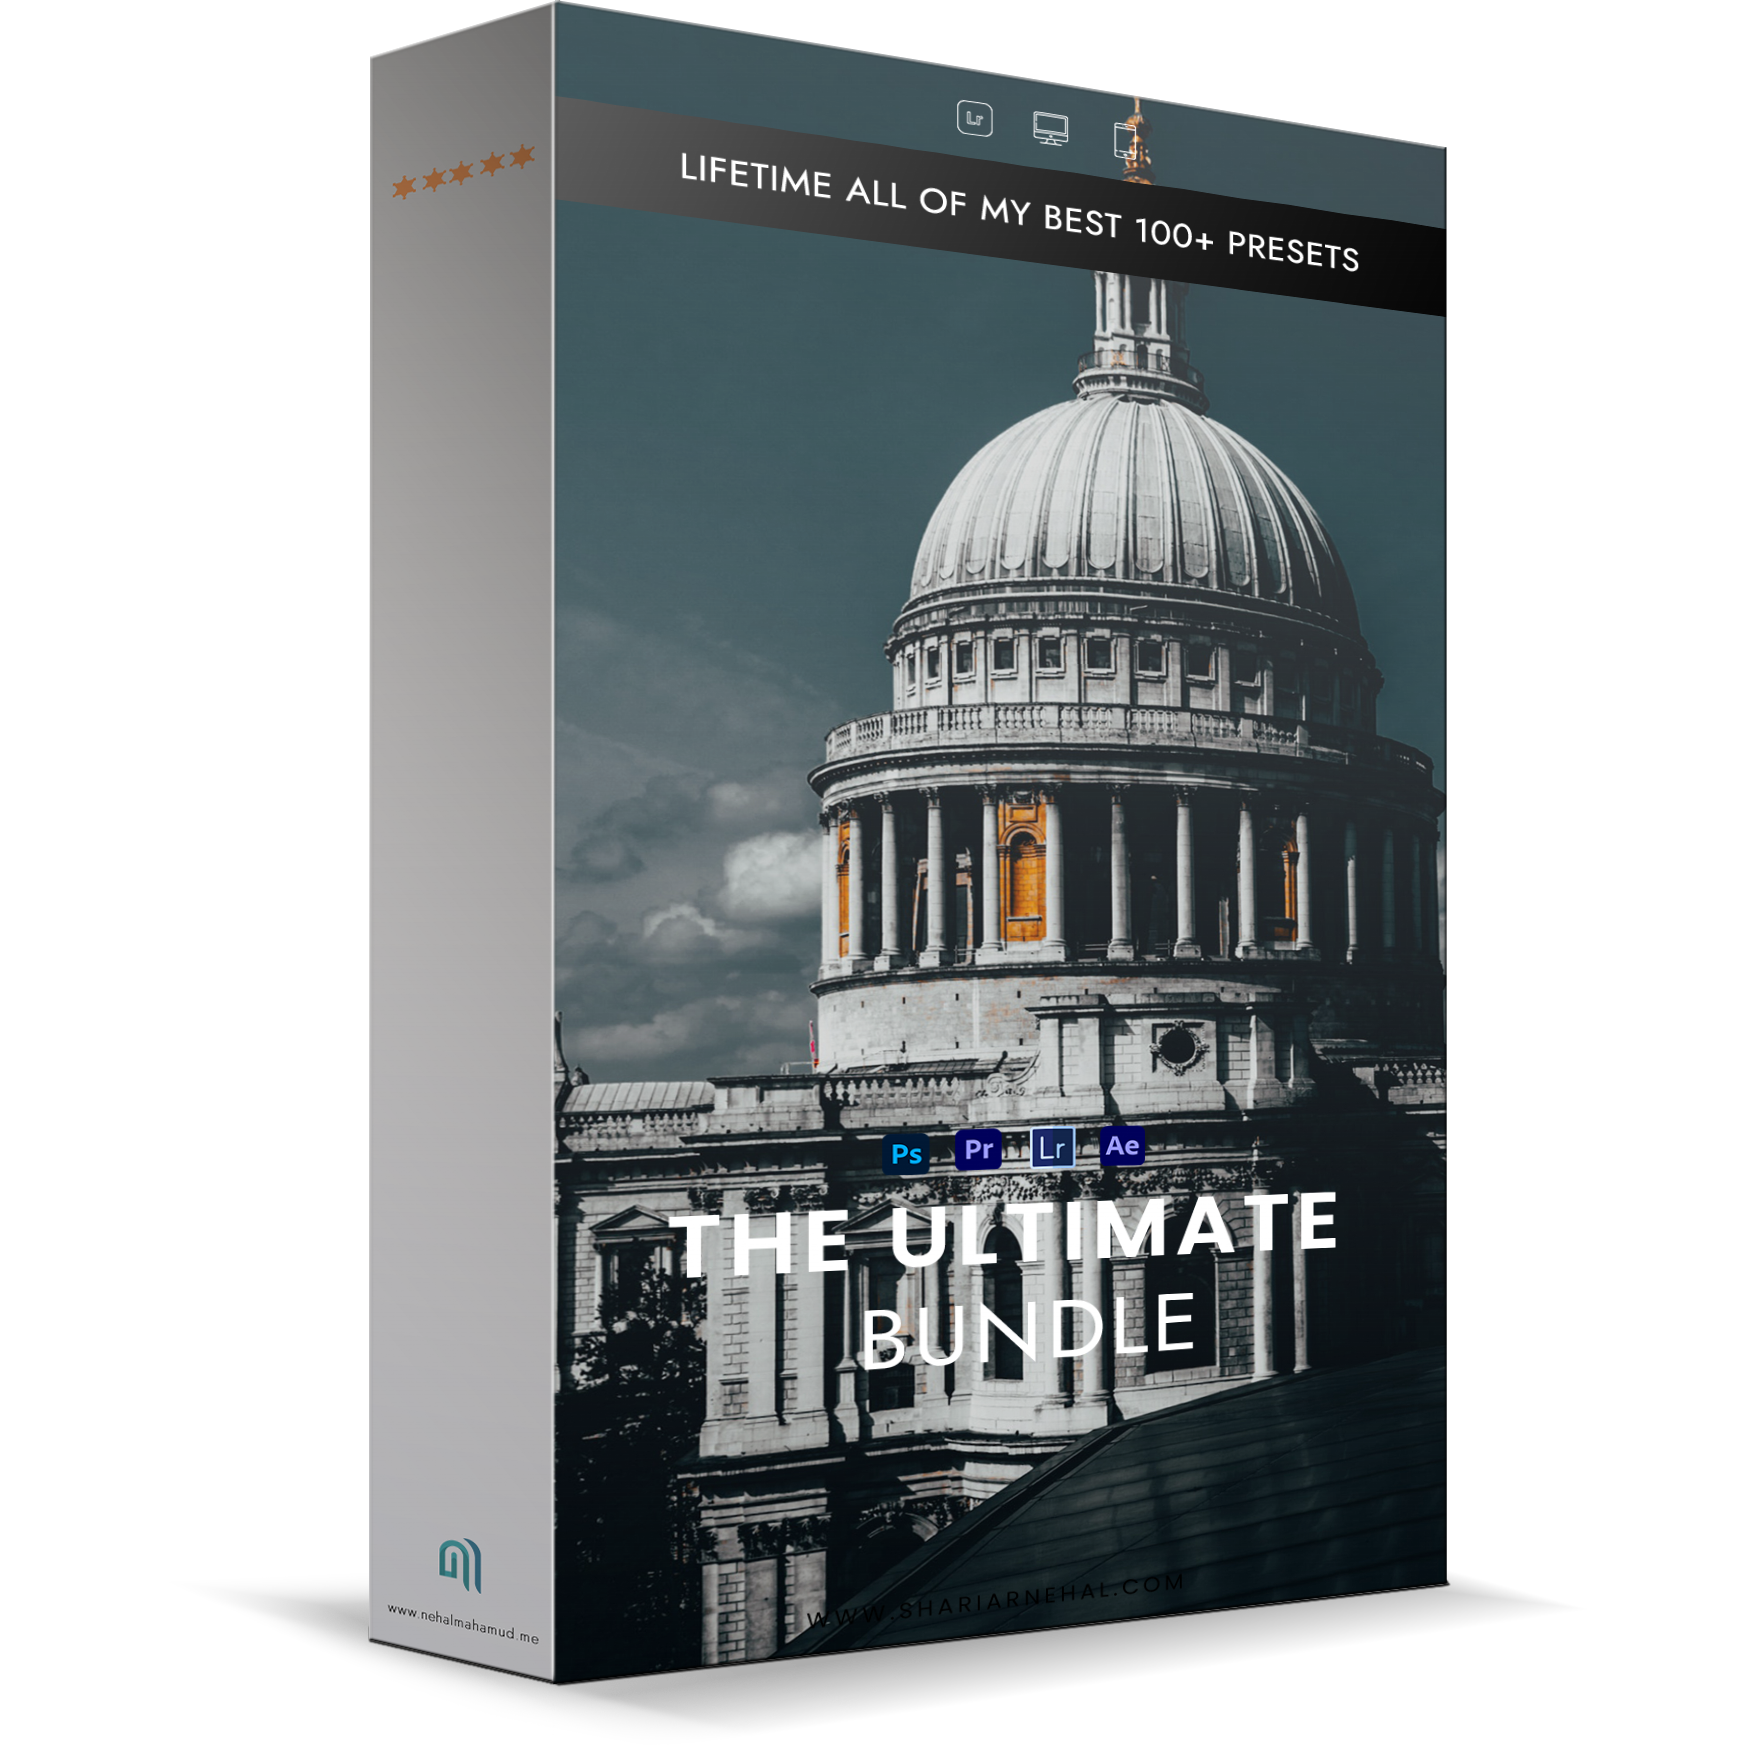 Lr
LIFETIME ALL OF MY BEST 100+ PRESETS
Ps Pr Lr Ae
THE ULTIMATE
BUNDLE
WWW.SHARIARNEHAL.COM
www.nehalmahamud.me